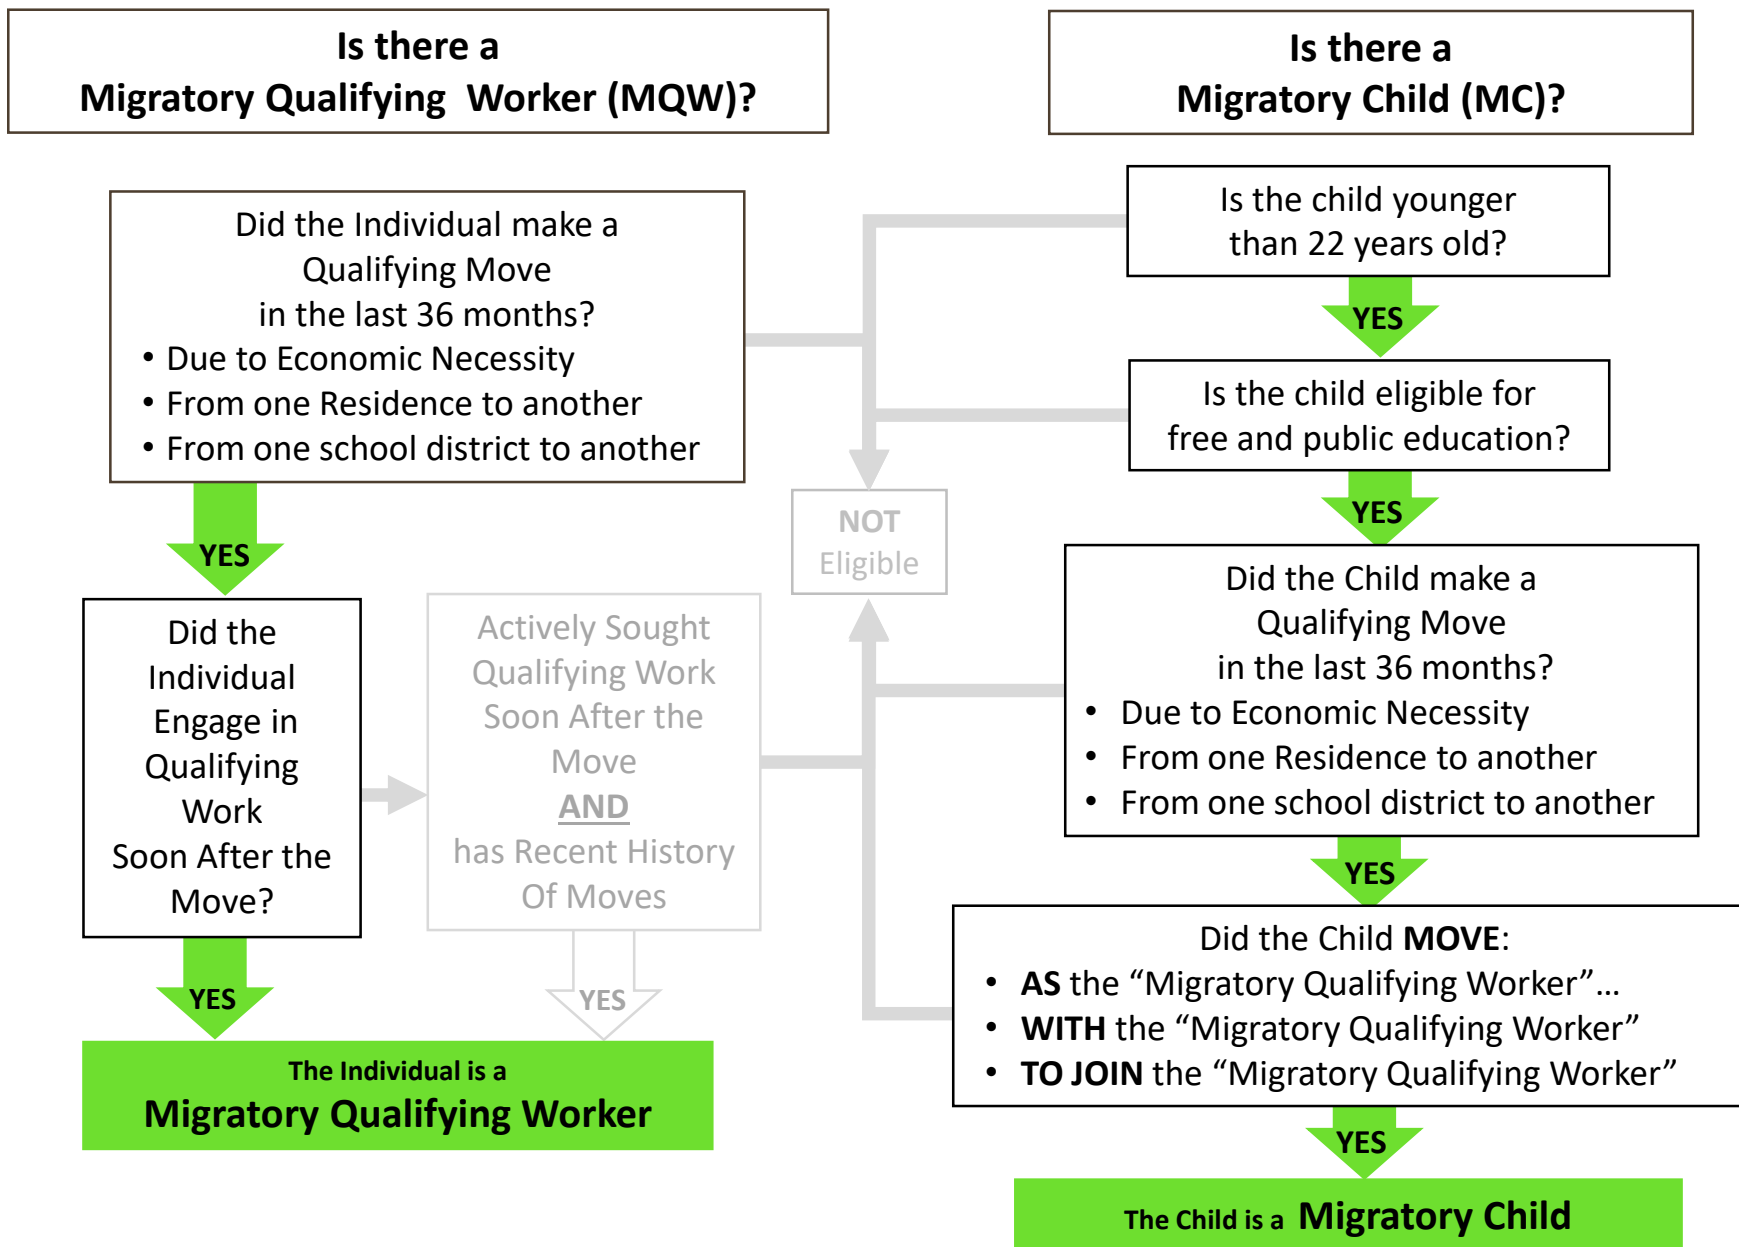 Is there a
Migratory Qualifying Worker (MQW)?
Did the Individual make a
Qualifying Move
in the last 36 months?
• Due to Economic Necessity
• From one Residence to another
• From one school district to another
YES
Did the
Individual
Engage in
Qualifying
Work
Soon After the
Move?
Actively Sought
Qualifying Work
Soon After the
Move
AND
has Recent History
Of Moves
YES
YES
The Individual is a
Migratory Qualifying Worker
NOT
Eligible
Is there a
Migratory Child (MC)?
Is the child younger
than 22 years old?
YES
Is the child eligible for
free and public education?
YES
Did the Child make a
Qualifying Move
in the last 36 months?
• Due to Economic Necessity
• From one Residence to another
• From one school district to another
YES
Did the Child MOVE:
• AS the “Migratory Qualifying Worker”…
• WITH the “Migratory Qualifying Worker”
• TO JOIN the “Migratory Qualifying Worker”
YES
The Child is a Migratory Child